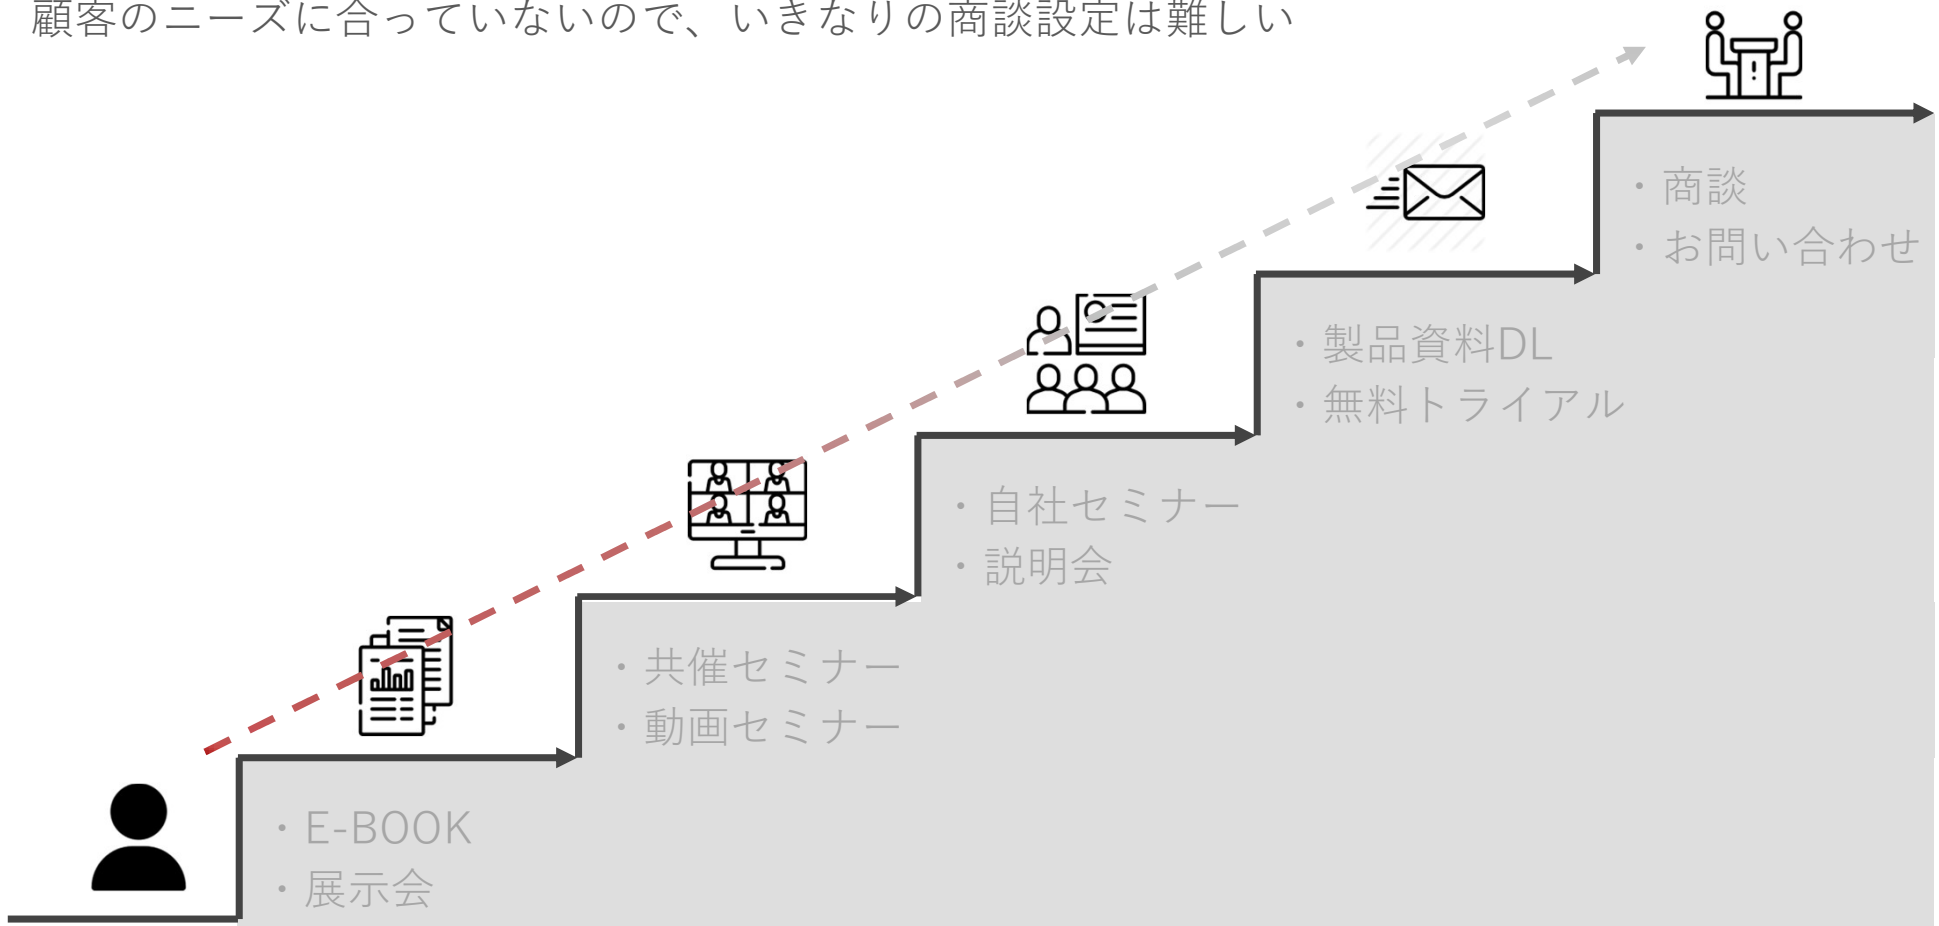 顧客のニーズに合っていないので、いきなりの商談設定は難しい
・商談
・お問い合わせ
・製品資料DL
・無料トライアル
・自社セミナー
・説明会
・共催セミナー
・動画セミナー
・E-BOOK
・展示会